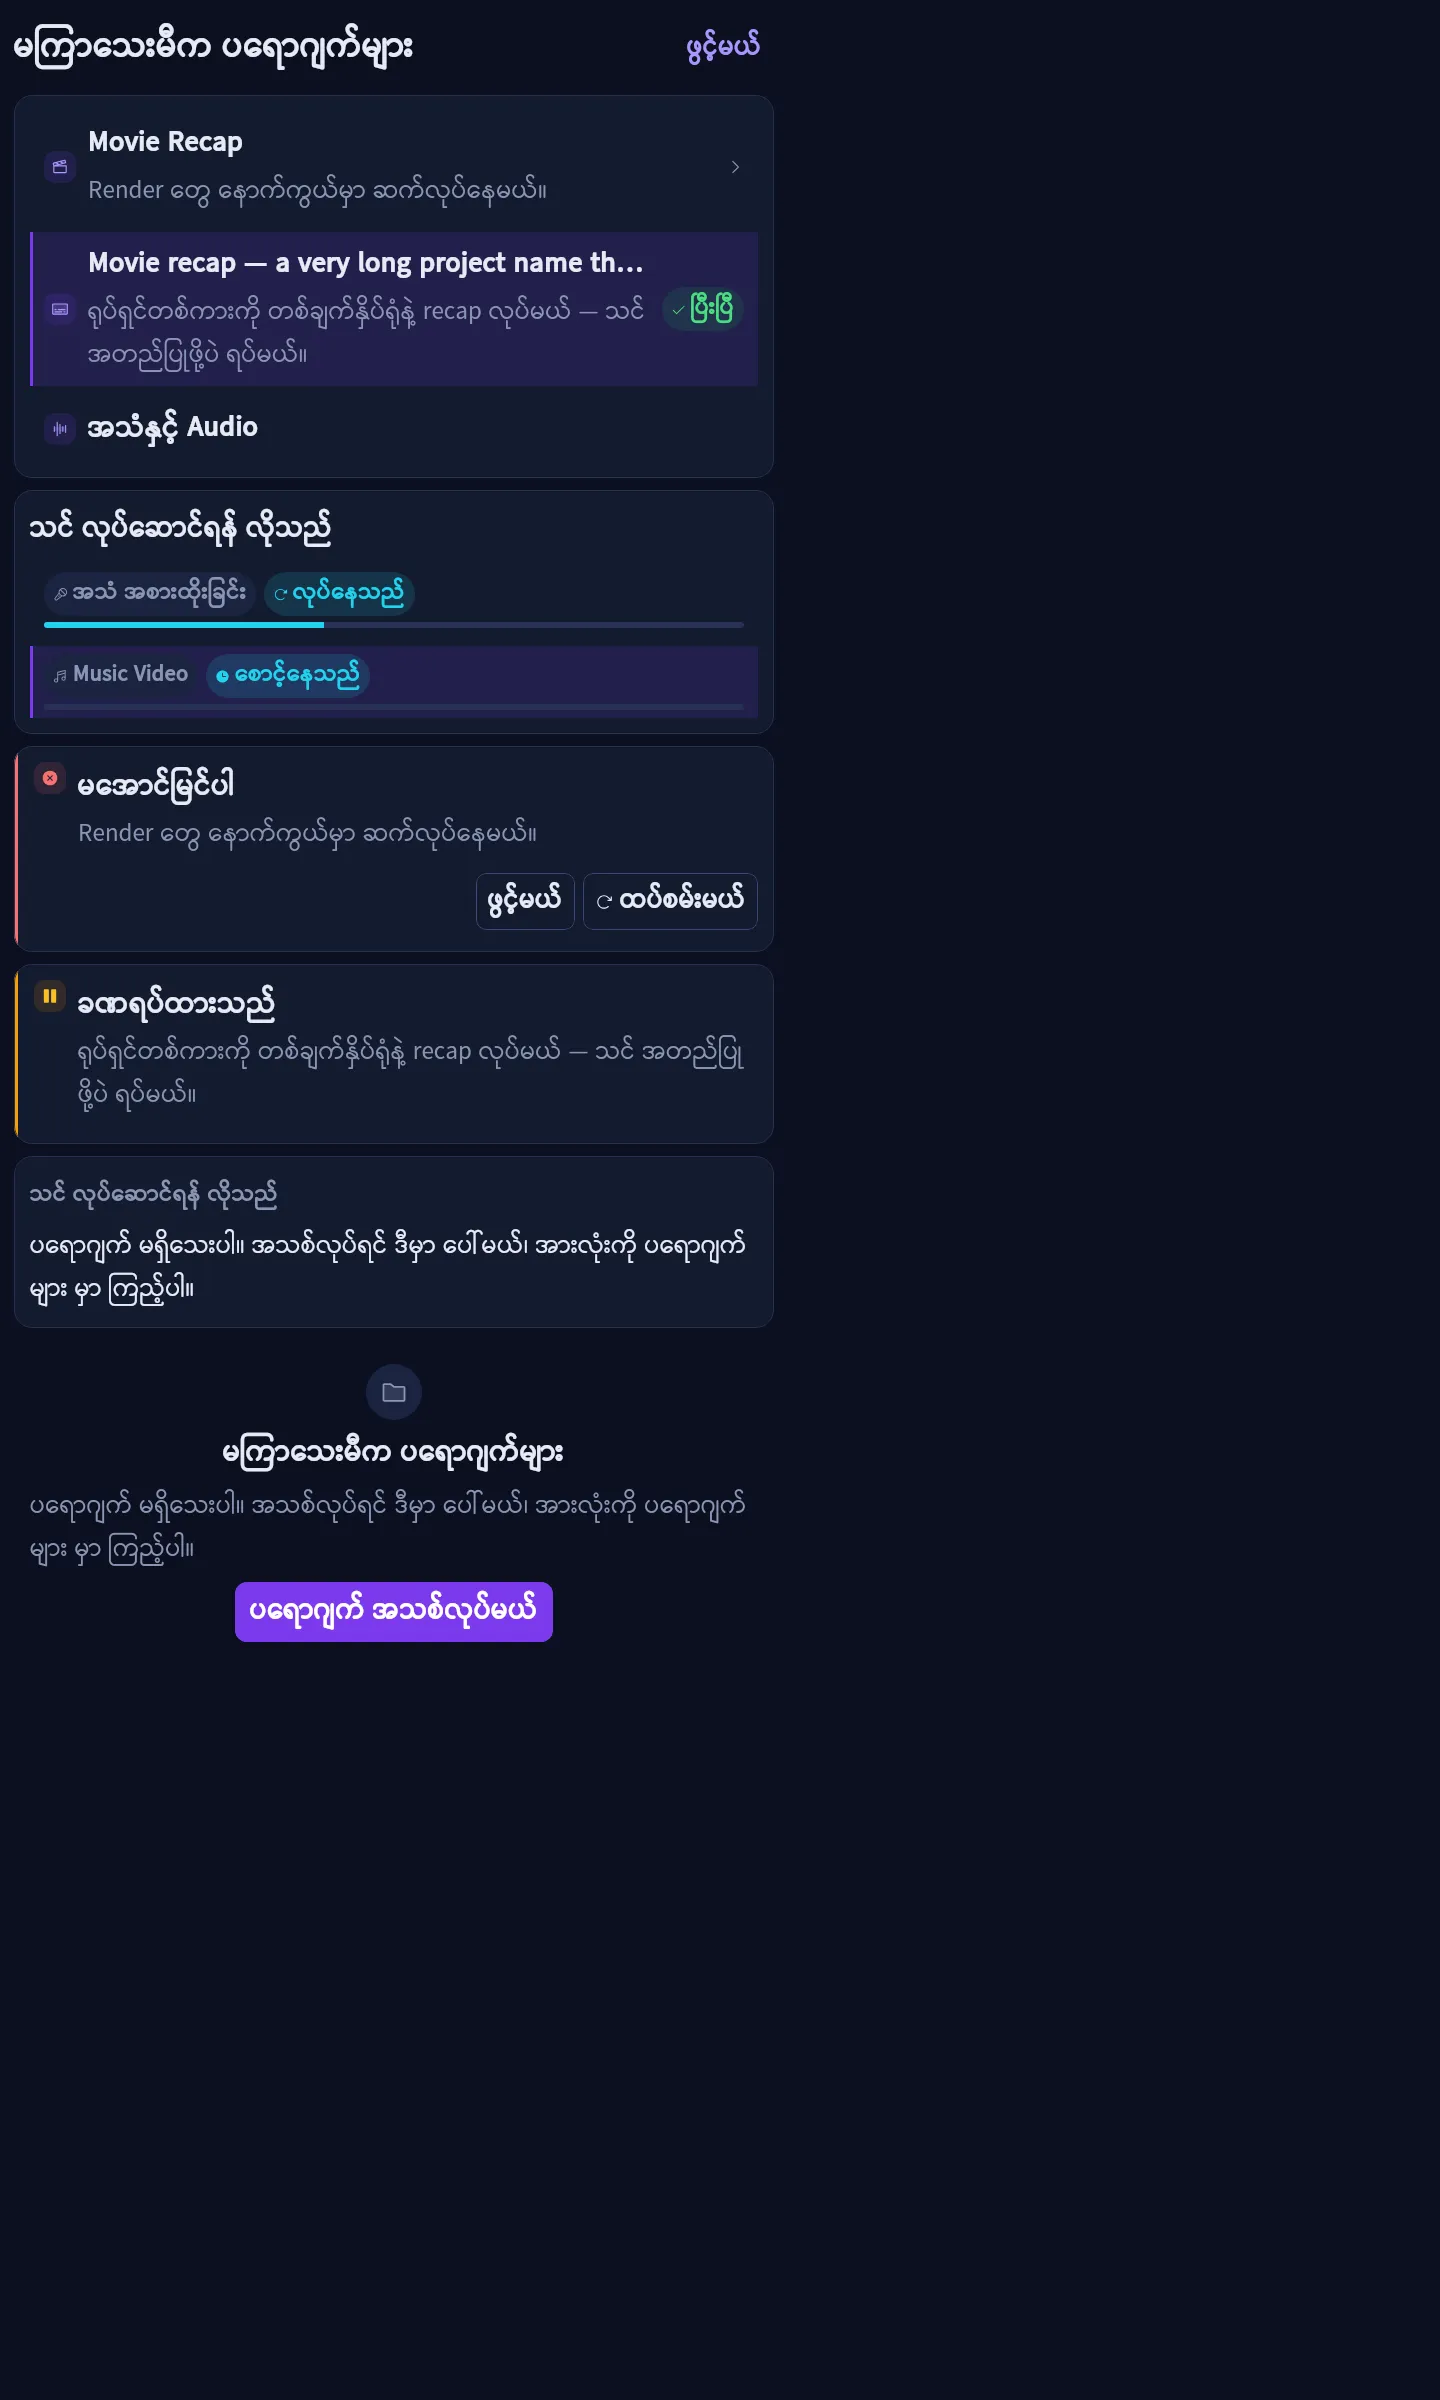 မကြာသေးမီက ပရောဂျက်များ
ဖွင့်မယ်
Movie Recap
Render တွေ နောက်ကွယ်မှာ ဆက်လုပ်နေမယ်။
Movie recap — a very long project name th…
ရုပ်ရှင်တစ်ကားကို တစ်ချက်နှိပ်ရုံနဲ့ recap လုပ်မယ် — သင်
အတည်ပြုဖို့ပဲ ရပ်မယ်။
ပြီးပြီ
အသံနှင့် Audio
သင် လုပ်ဆောင်ရန် လိုသည်
အသံ အစားထိုးခြင်း လုပ်နေသည်
Music Video စောင့်နေသည်
မအောင်မြင်ပါ
Render တွေ နောက်ကွယ်မှာ ဆက်လုပ်နေမယ်။
ဖွင့်မယ် ထပ်စမ်းမယ်
ခဏရပ်ထားသည်
ရုပ်ရှင်တစ်ကားကို တစ်ချက်နှိပ်ရုံနဲ့ recap လုပ်မယ် — သင် အတည်ပြု
ဖို့ပဲ ရပ်မယ်။
သင် လုပ်ဆောင်ရန် လိုသည်
ပရောဂျက် မရှိသေးပါ။ အသစ်လုပ်ရင် ဒီမှာ ပေါ်မယ်၊ အားလုံးကို ပရောဂျက်
များ မှာ ကြည့်ပါ။
မကြာသေးမီက ပရောဂျက်များ
ပရောဂျက် မရှိသေးပါ။ အသစ်လုပ်ရင် ဒီမှာ ပေါ်မယ်၊ အားလုံးကို ပရောဂျက်
များ မှာ ကြည့်ပါ။
ပရောဂျက် အသစ်လုပ်မယ်